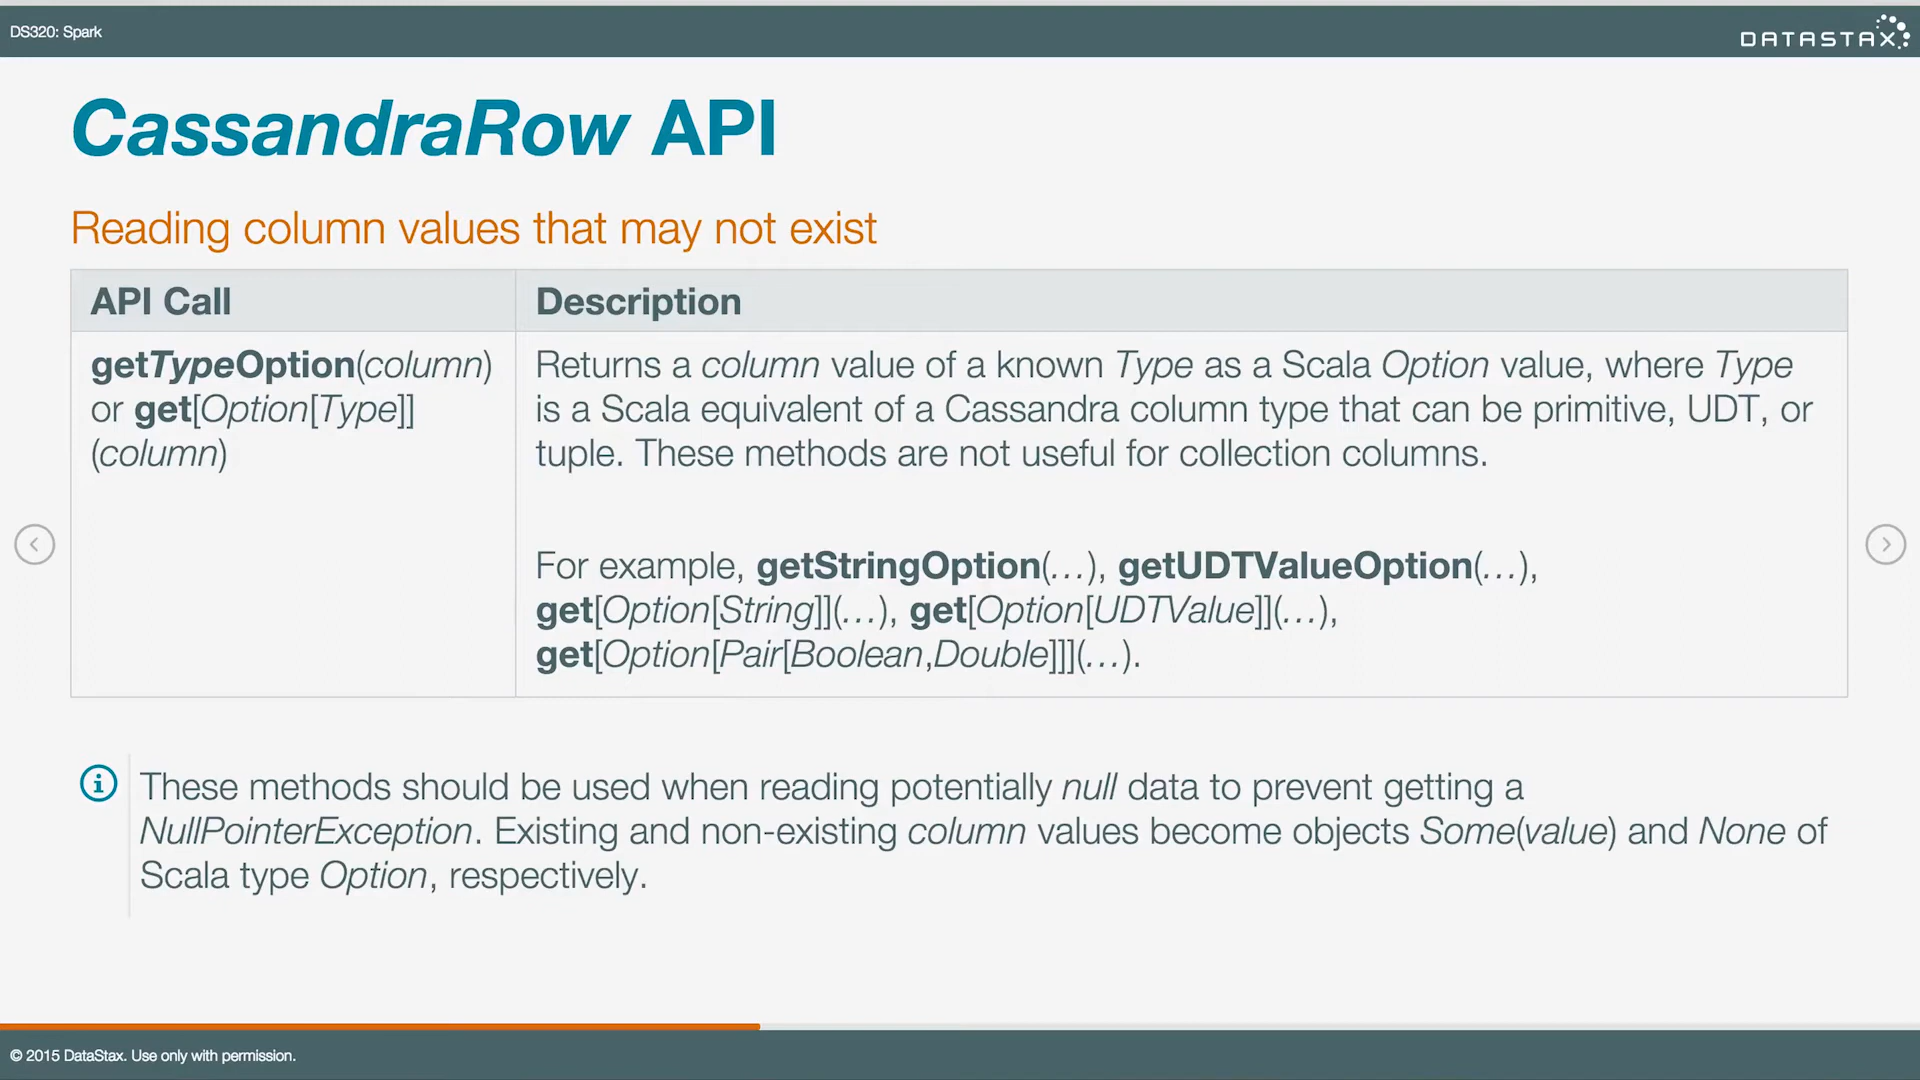 DS320: Spark
DATASTAX
CassandraRow API
Reading column values that may not exist
API Call
Description
getTypeOption(column)
or get[Option[Type]]
(column)
Returns a column value of a known Type as a Scala Option value, where Type
is a Scala equivalent of a Cassandra column type that can be primitive, UDT, or
tuple. These methods are not useful for collection columns.
For example, getStringOption(…), getUDTValueOption(…),
get[Option[String]](…), get[Option[UDTValue]](…),
get[Option[Pair[Boolean,Double]]](…).
These methods should be used when reading potentially null data to prevent getting a
NullPointerException. Existing and non-existing column values become objects Some(value) and None of
Scala type Option, respectively.
© 2015 DataStax. Use only with permission.